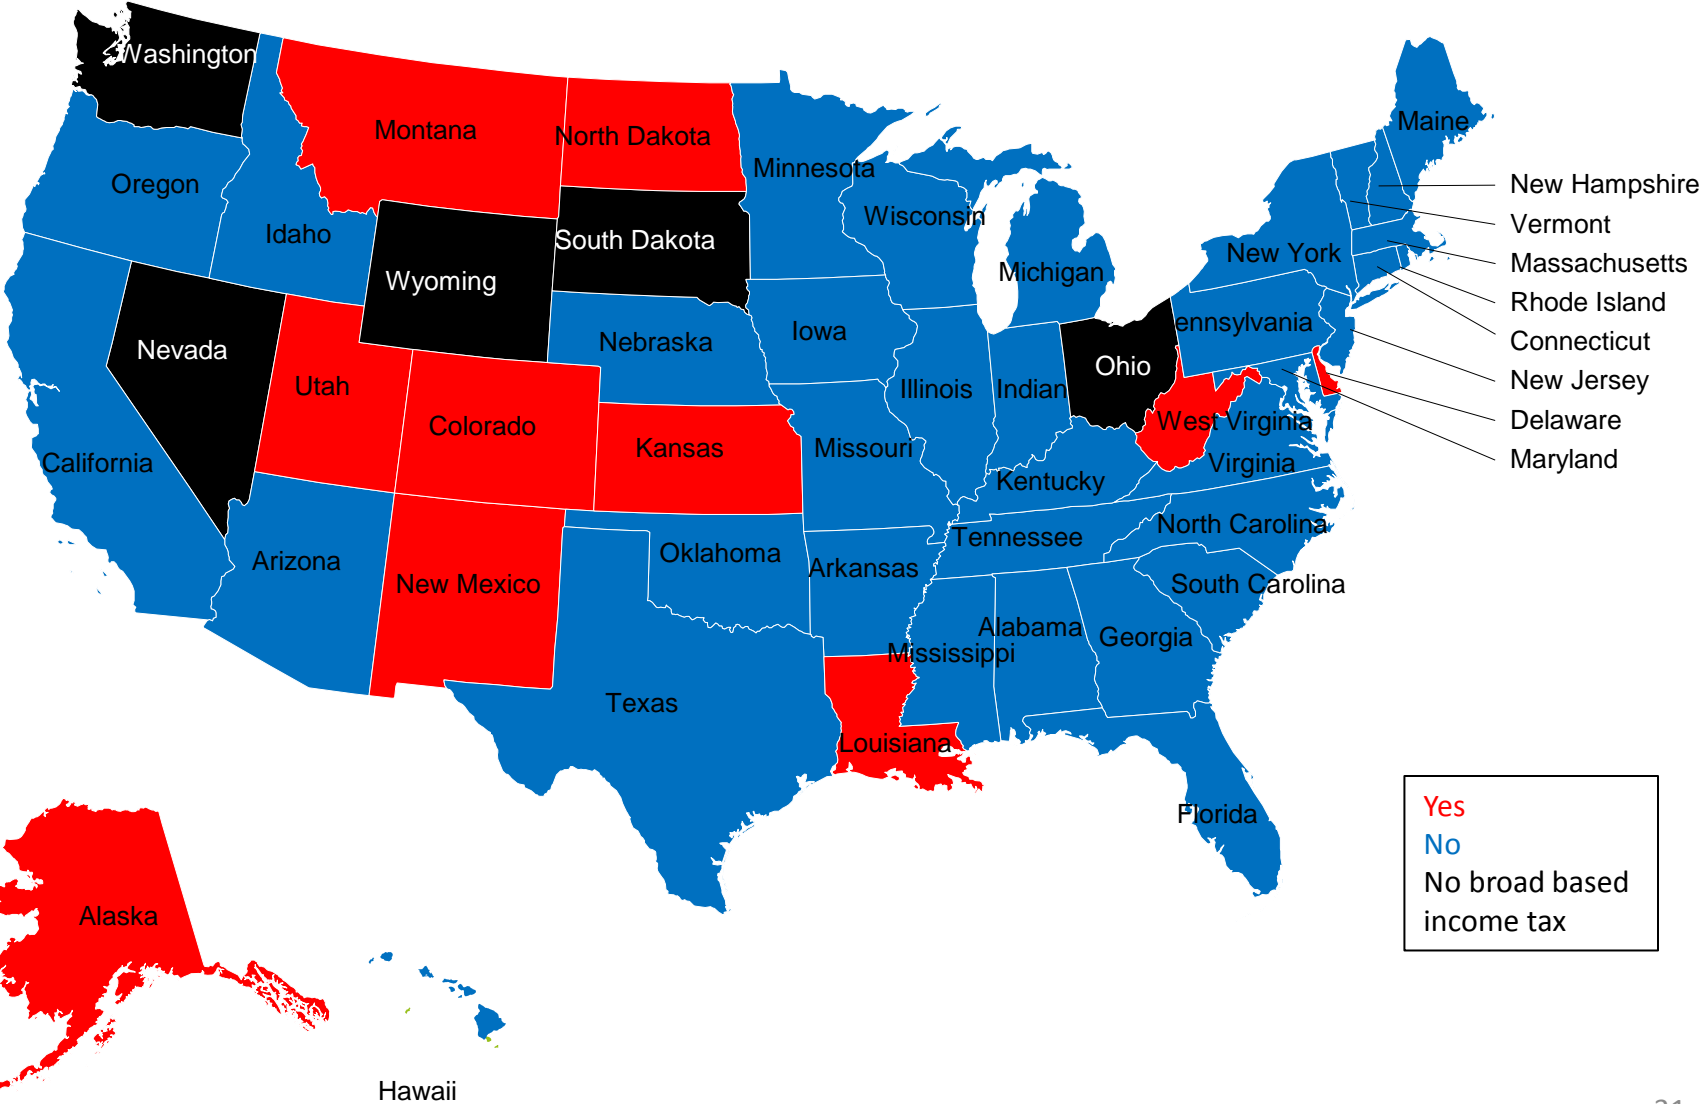 Washington
Montana
North Dakota
Minnesota
Maine
Oregon
Idaho
Wisconsin
South Dakota
New Hampshire
Vermont
Massachusetts
Rhode Island
Connecticut
New Jersey
Delaware
Maryland
New York
Michigan
Wyoming
Nevada
Nebraska
Iowa
ennsylvania
Ohio
Utah
Colorado
Illinois
Indian
West Virginia
California
Kansas
Missouri
Virginia
Kentucky
North Carolina
Tennessee
Arizona
New Mexico
Oklahoma
Arkansas
South Carolina
Alabama
Georgia
Mississippi
Texas
Louisiana
Florida
Yes
No
No broad based
income tax
Alaska
Hawaii